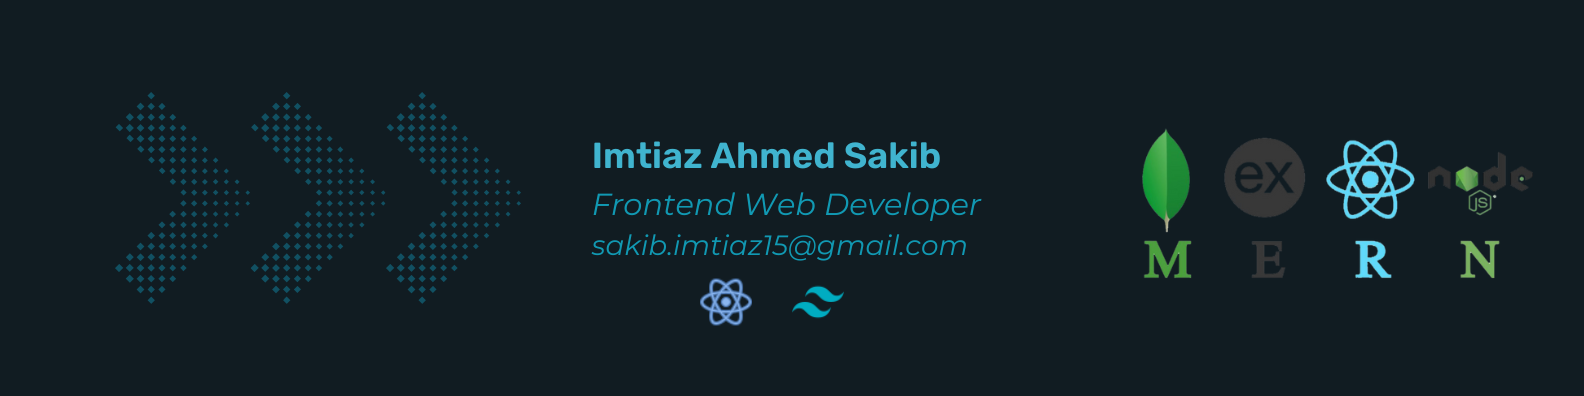 Imtiaz Ahmed Sakib
Frontend Web Developer
sakib.imtiaz15@gmail.com
ex
node
JS
M E R N